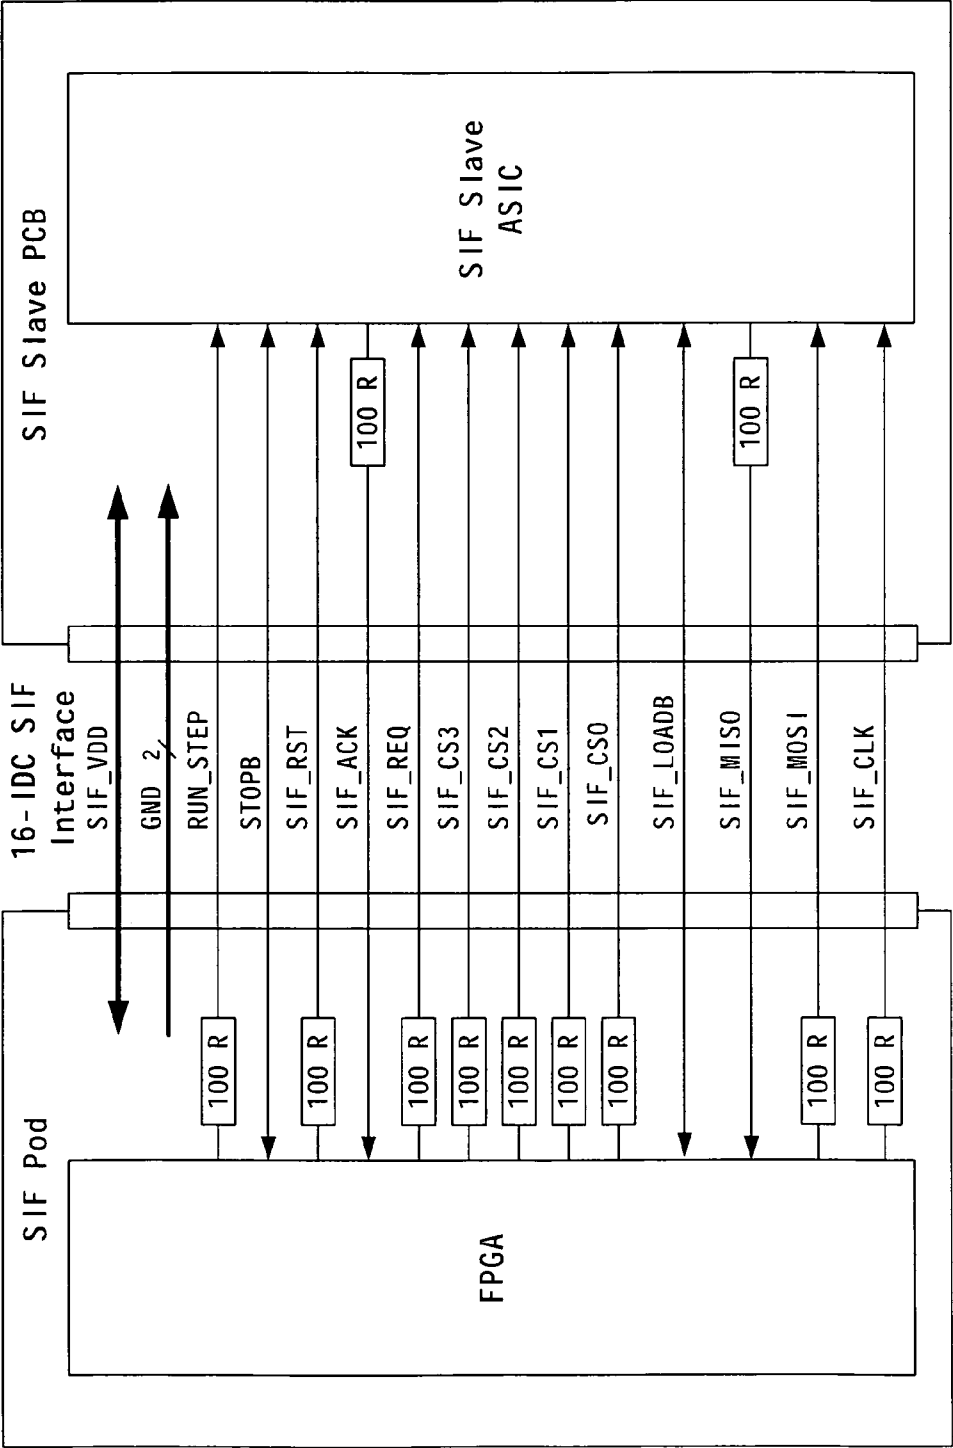 SIF Pod
FPGA
100 R
100 R
100 R
100 R
100 R
100 R
100 R
100 R
100 R
16-IDC SIF
Interface
SIF_VDD
GND 2
RUN_STEP
STOPB
SIF_RST
SIF_ACK
SIF_REQ
SIF_CS3
SIF_CS2
SIF_CS1
SIF_CS0
SIF_LOADB
SIF_MISO
SIF_MOSI
SIF_CLK
SIF Slave PCB
100 R
100 R
SIF Slave
ASIC